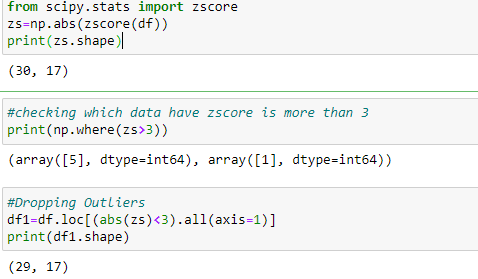 from scipy.stats import zscore
zs=np.abs(zscore(df))
print(zs.shape)
(30, 17)
#checking which data have zscore is more than 3
print(np.where(zs>3))
(array([5], dtype=int64), array([1], dtype=int64))
#Dropping Outliers
df1=df.loc[(abs(zs)<3).all(axis=1)]
print(df1.shape)
(29, 17)